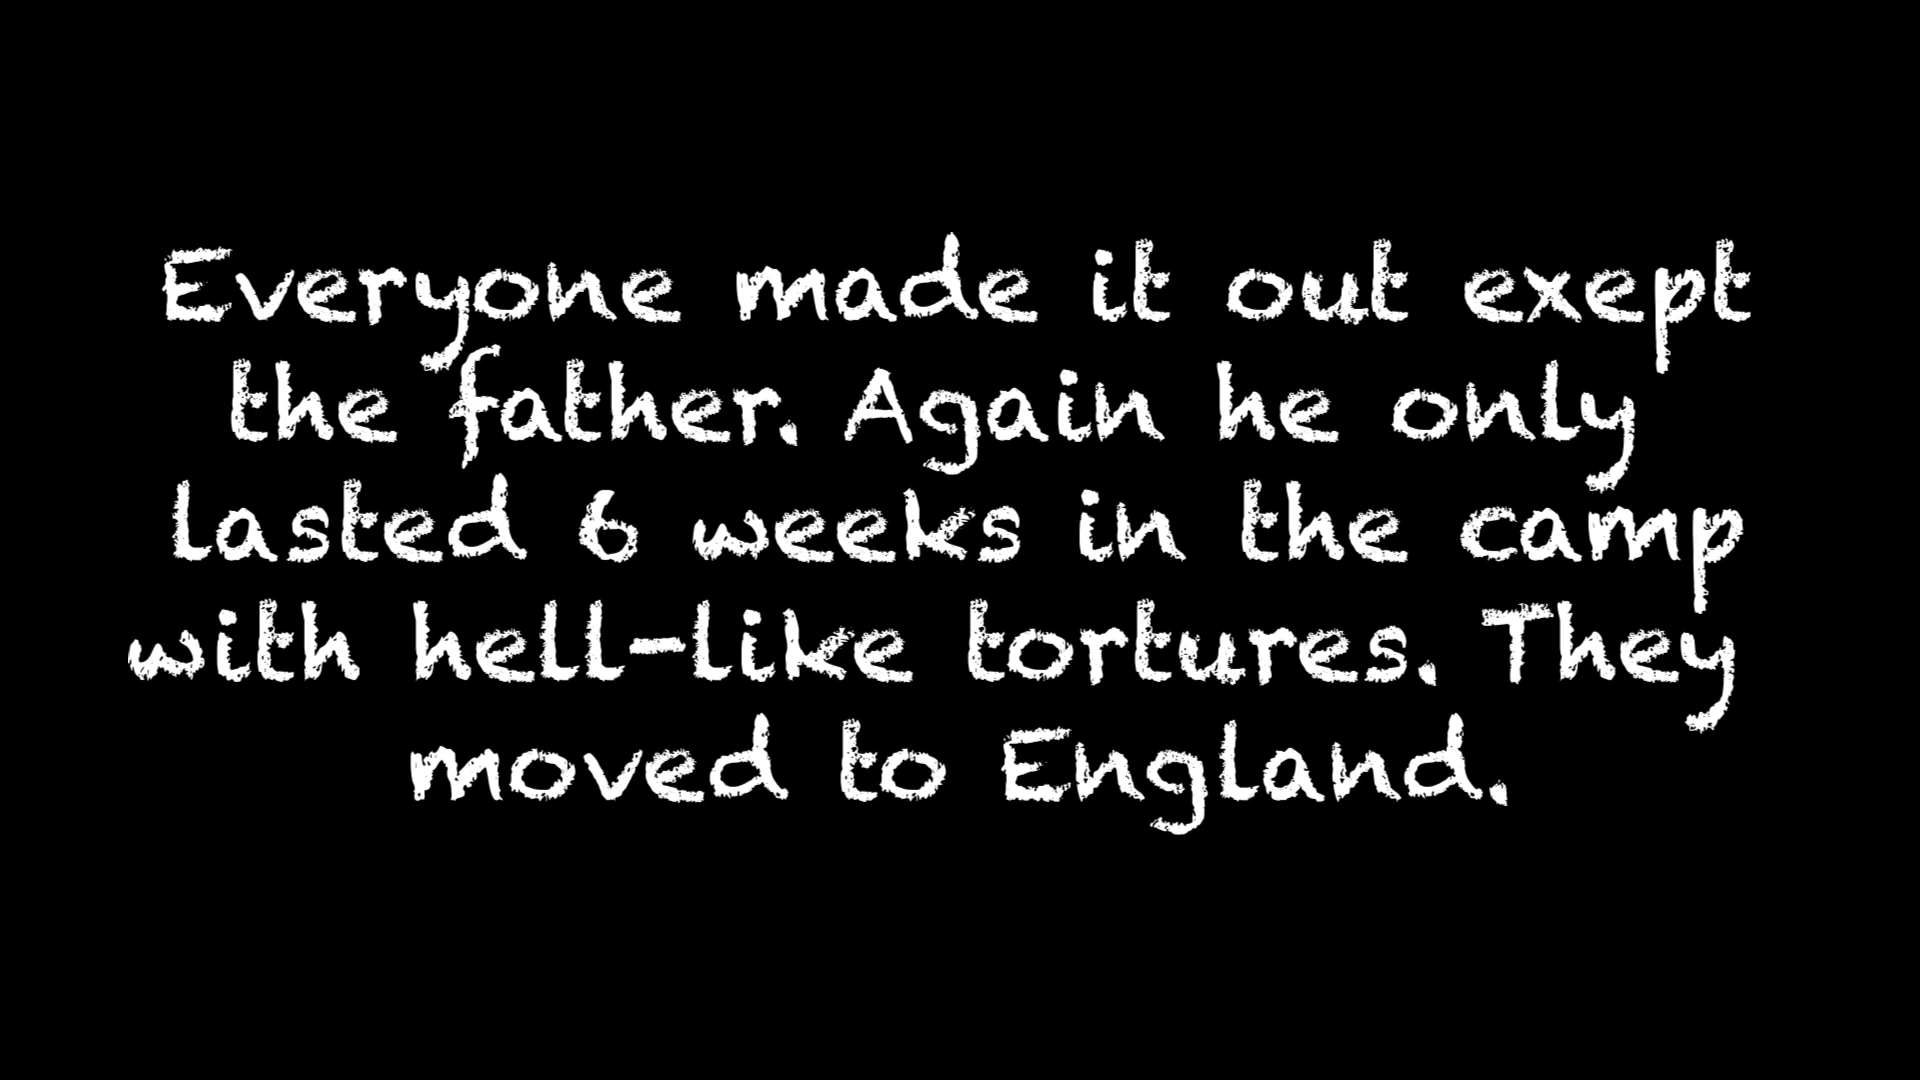 Everyone made it out exept
the father. Again he only
lasted 6 weeks in the camp
with hell-like tortures. They
moved to England.